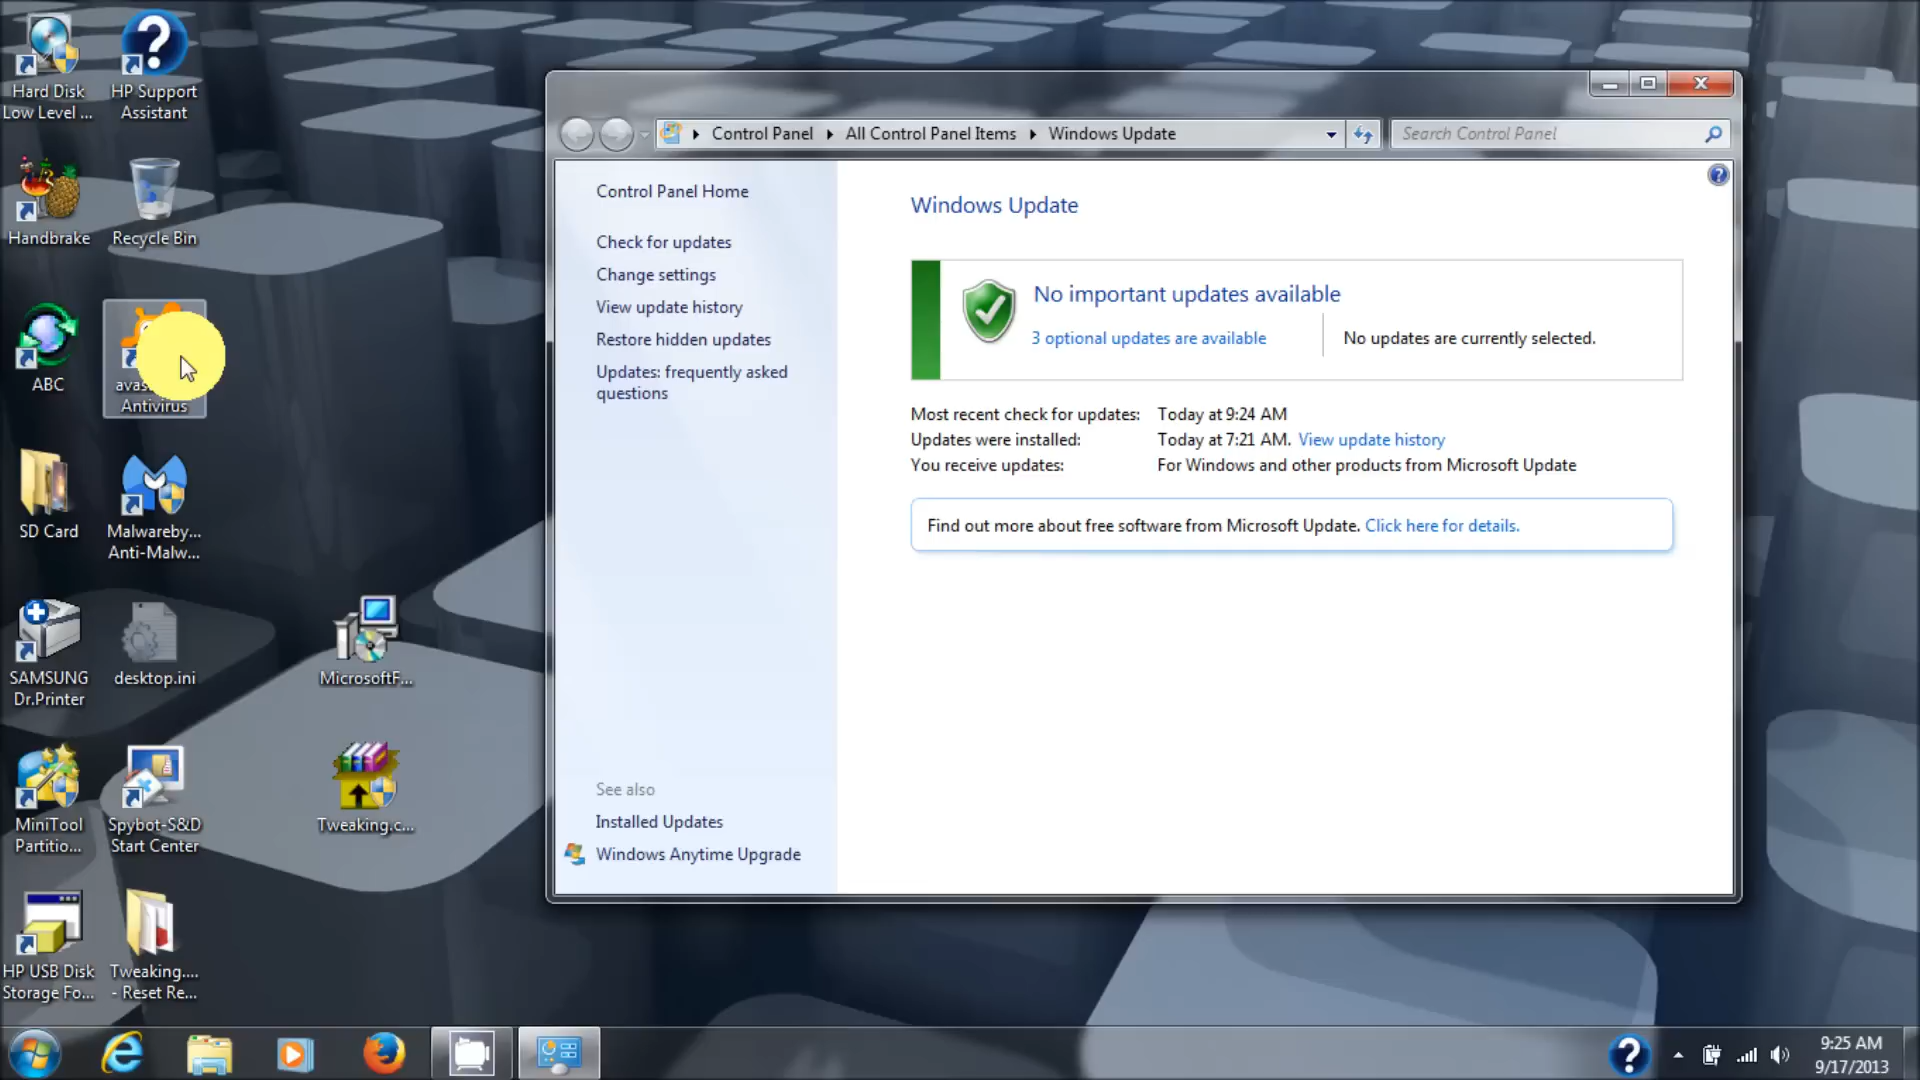 Hard Disk
Low Level ...
HP Support
Assistant
Handbrake
Recycle Bin
ABC
Antivirus
SD Card
Malwareby...
Anti-Malw...
SAMSUNG
Dr.Printer
desktop.ini
MicrosoftF...
MiniTool
Partitio...
Spybot-S&D
Start Center
Tweaking.c...
HP USB Disk
Storage Fo...
Tweaking....
- Reset Re...
Control Panel
All Control Panel Items
Windows Update
Search Control Panel
Control Panel Home
Check for updates
Change settings
View update history
Restore hidden updates
Updates: frequently asked
questions
See also
Installed Updates
Windows Anytime Upgrade
Windows Update
No important updates available
3 optional updates are available
No updates are currently selected.
Most recent check for updates: Today at 9:24 AM
Updates were installed: Today at 7:21 AM. View update history
You receive updates: For Windows and other products from Microsoft Update
Find out more about free software from Microsoft Update. Click here for details.
9:25 AM
9/17/2013